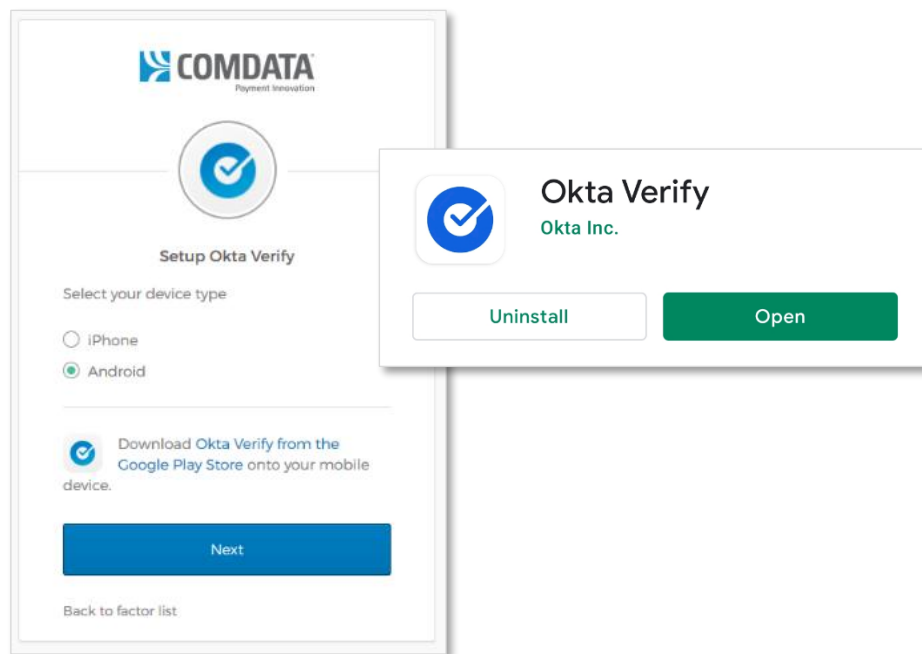 COMDATA
Payment Innovation
Setup Okta Verify
Select your device type
iPhone
Android
Download Okta Verify from the
Google Play Store onto your mobile
device.
Next
Back to factor list
Okta Verify
Okta Inc.
Uninstall
Open